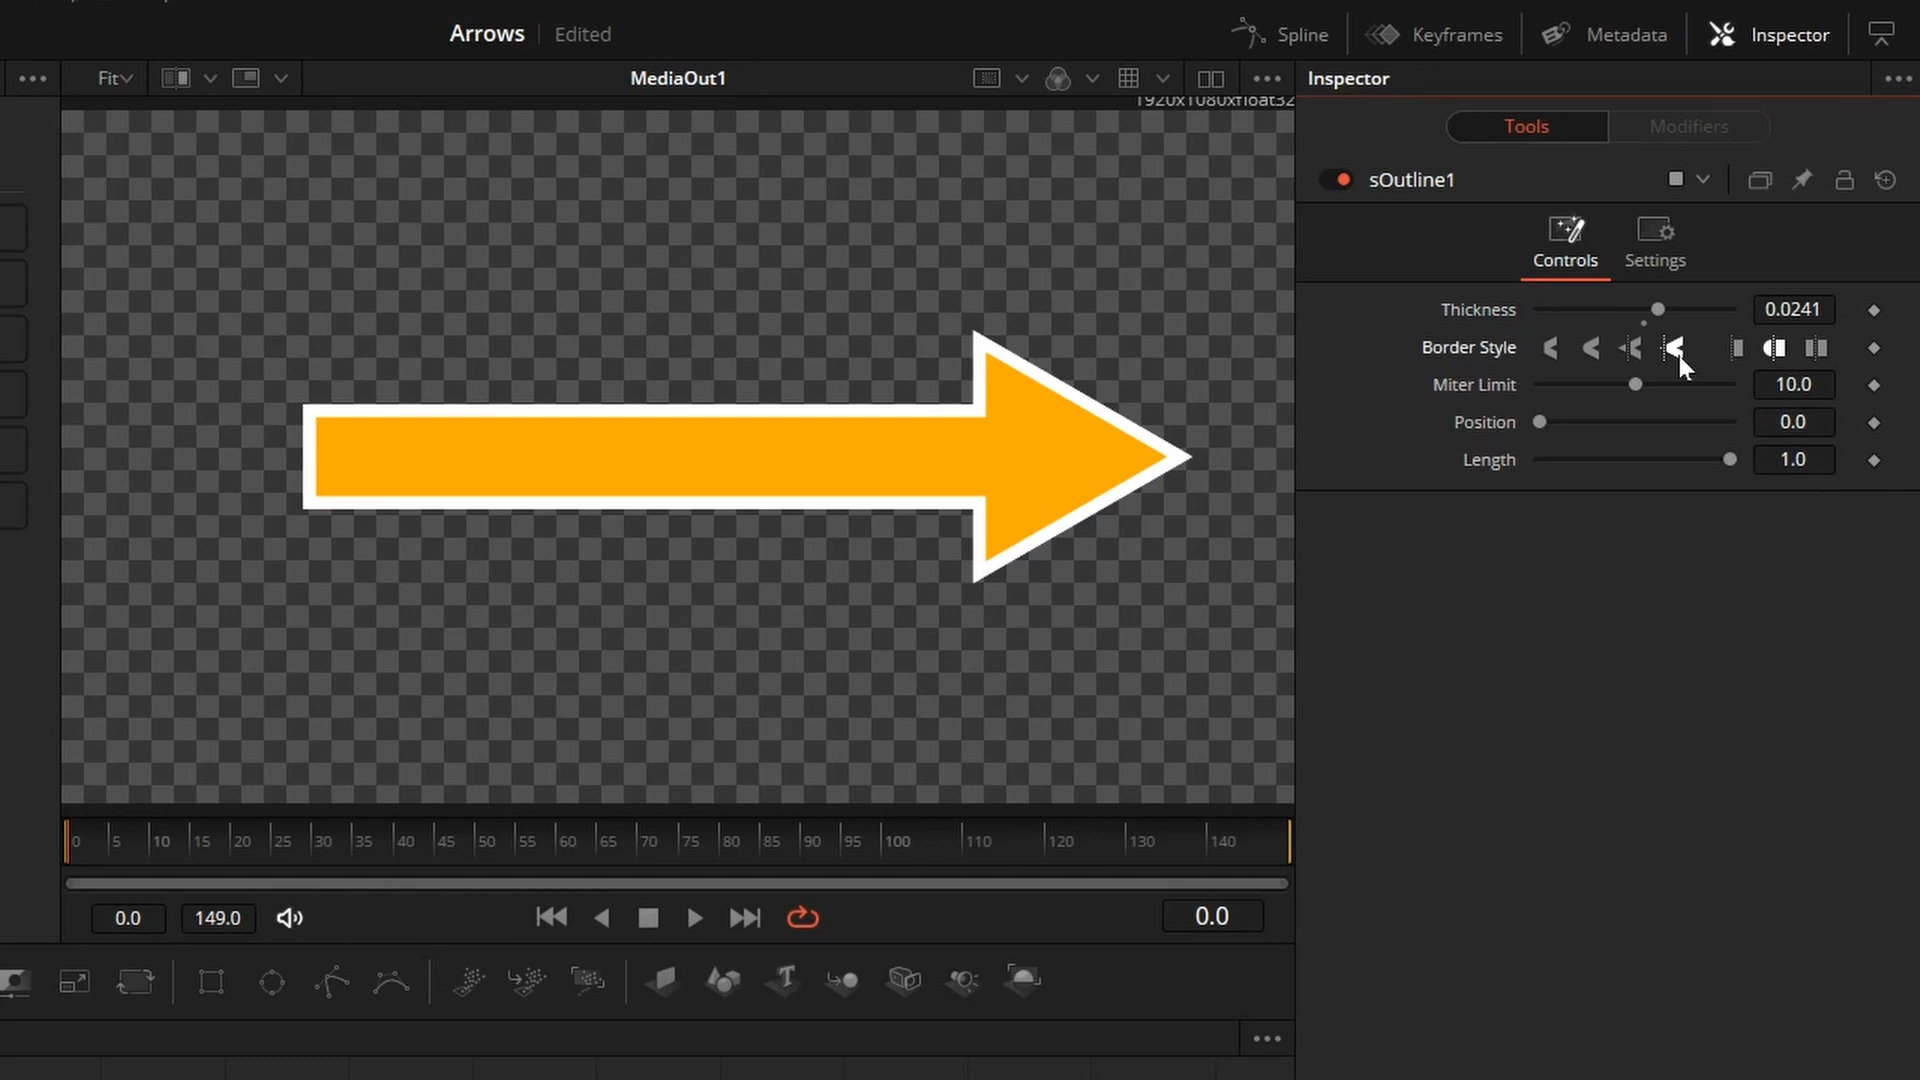 Arrows
Edited
Spline
Keyframes
Metadata
Inspector
Fit
MediaOut1
Inspector
1920x1080xfloat32
Tools
Modifiers
sOutline1
Controls
Settings
Thickness
0.0241
Border Style
Miter Limit
10.0
Position
0.0
Length
1.0
0 5 10 15 20 25 30 35 40 45 50 55 60 65 70 75 80 85 90 95 100 110 120 130 140
0.0
149.0
0.0